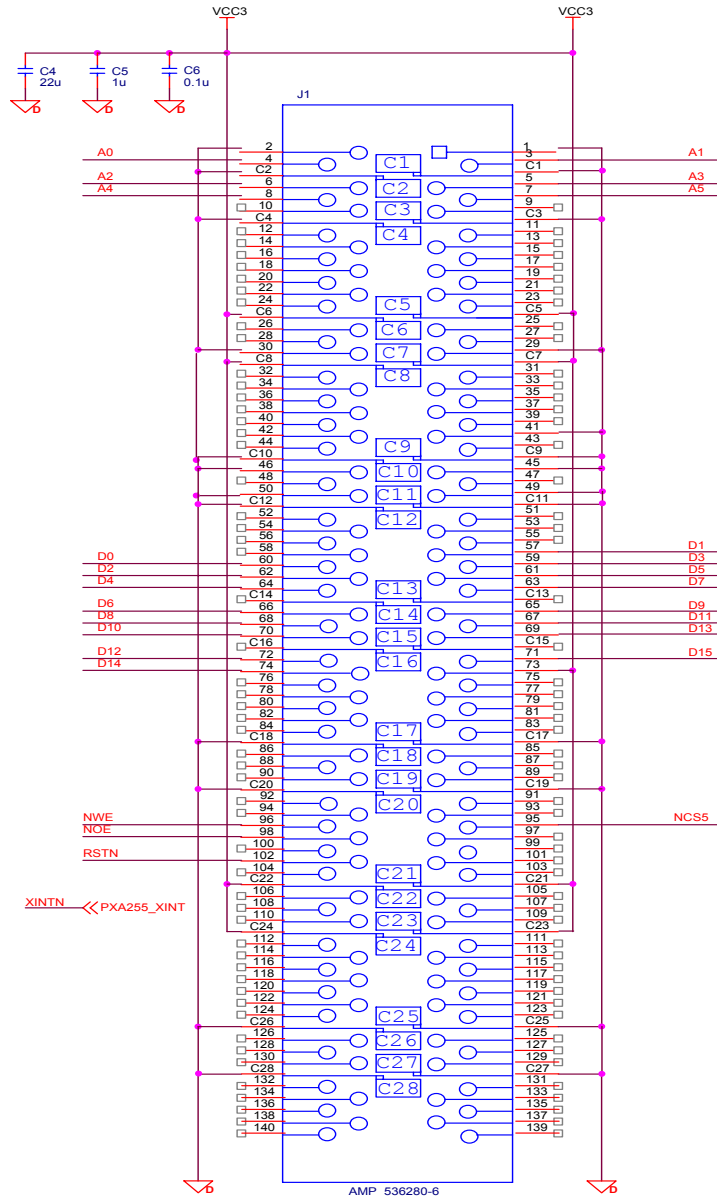 VCC3 VCC3
C4 22u
C5 1u
C6 0.1u
D D D
J1
2 1
A0 4 3 A1
C2 C1 C1
A2 6 5 A3
A4 8 C2 7 A5
10 C3 9
C4 C3
12 C4 11
14 13
16 15
18 17
20 19
22 21
24 23
C6 C5 C5
26 C6 25
28 27
30 C7 29
C8 C7
32 C8 31
34 33
36 35
38 37
40 39
42 41
44 43
C10 C9 C9
46 45
48 C10 47
50 C11 49
C12 C11
52 C12 51
54 53
56 55
58 57 D1
D0 60 59 D3
D2 62 61 D5
D4 64 63 D7
C14 C13 C13
D6 66 C14 65 D9
D8 68 67 D11
D10 70 C15 69 D13
C16 C15
D12 72 C16 71 D15
D14 74 73
76 75
78 77
80 79
82 81
84 83
C18 C17 C17
86 C18 85
88 87
90 C19 89
C20 C19
92 C20 91
94 93
NWE 96 95 NCS5
NOE 98 97
100 99
RSTN 102 101
104 103
C22 C21 C21
106 C22 105
XINTN PXA255_XINT 108 107
110 C23 109
C24 C23
112 C24 111
114 113
116 115
118 117
120 119
122 121
124 123
C26 C25 C25
126 C26 125
128 127
130 C27 129
C28 C27
132 C28 131
134 133
136 135
138 137
140 139
D D
AMP 536280-6